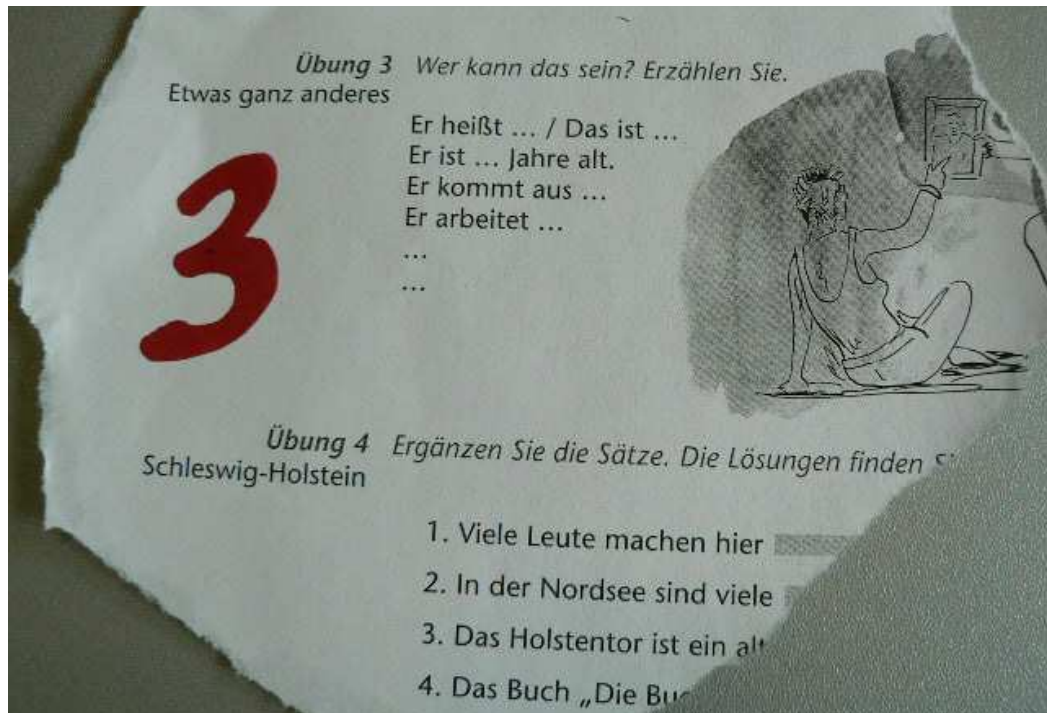 Übung 3 Wer kann das sein? Erzählen Sie.
Etwas ganz anderes
Er heißt ... / Das ist ...
Er ist ... Jahre alt.
Er kommt aus ...
Er arbeitet ...
...
...
3
Übung 4 Ergänzen Sie die Sätze. Die Lösungen finden
Schleswig-Holstein
1. Viele Leute machen hier
2. In der Nordsee sind viele
3. Das Holstentor ist ein
4. Das Buch „Die